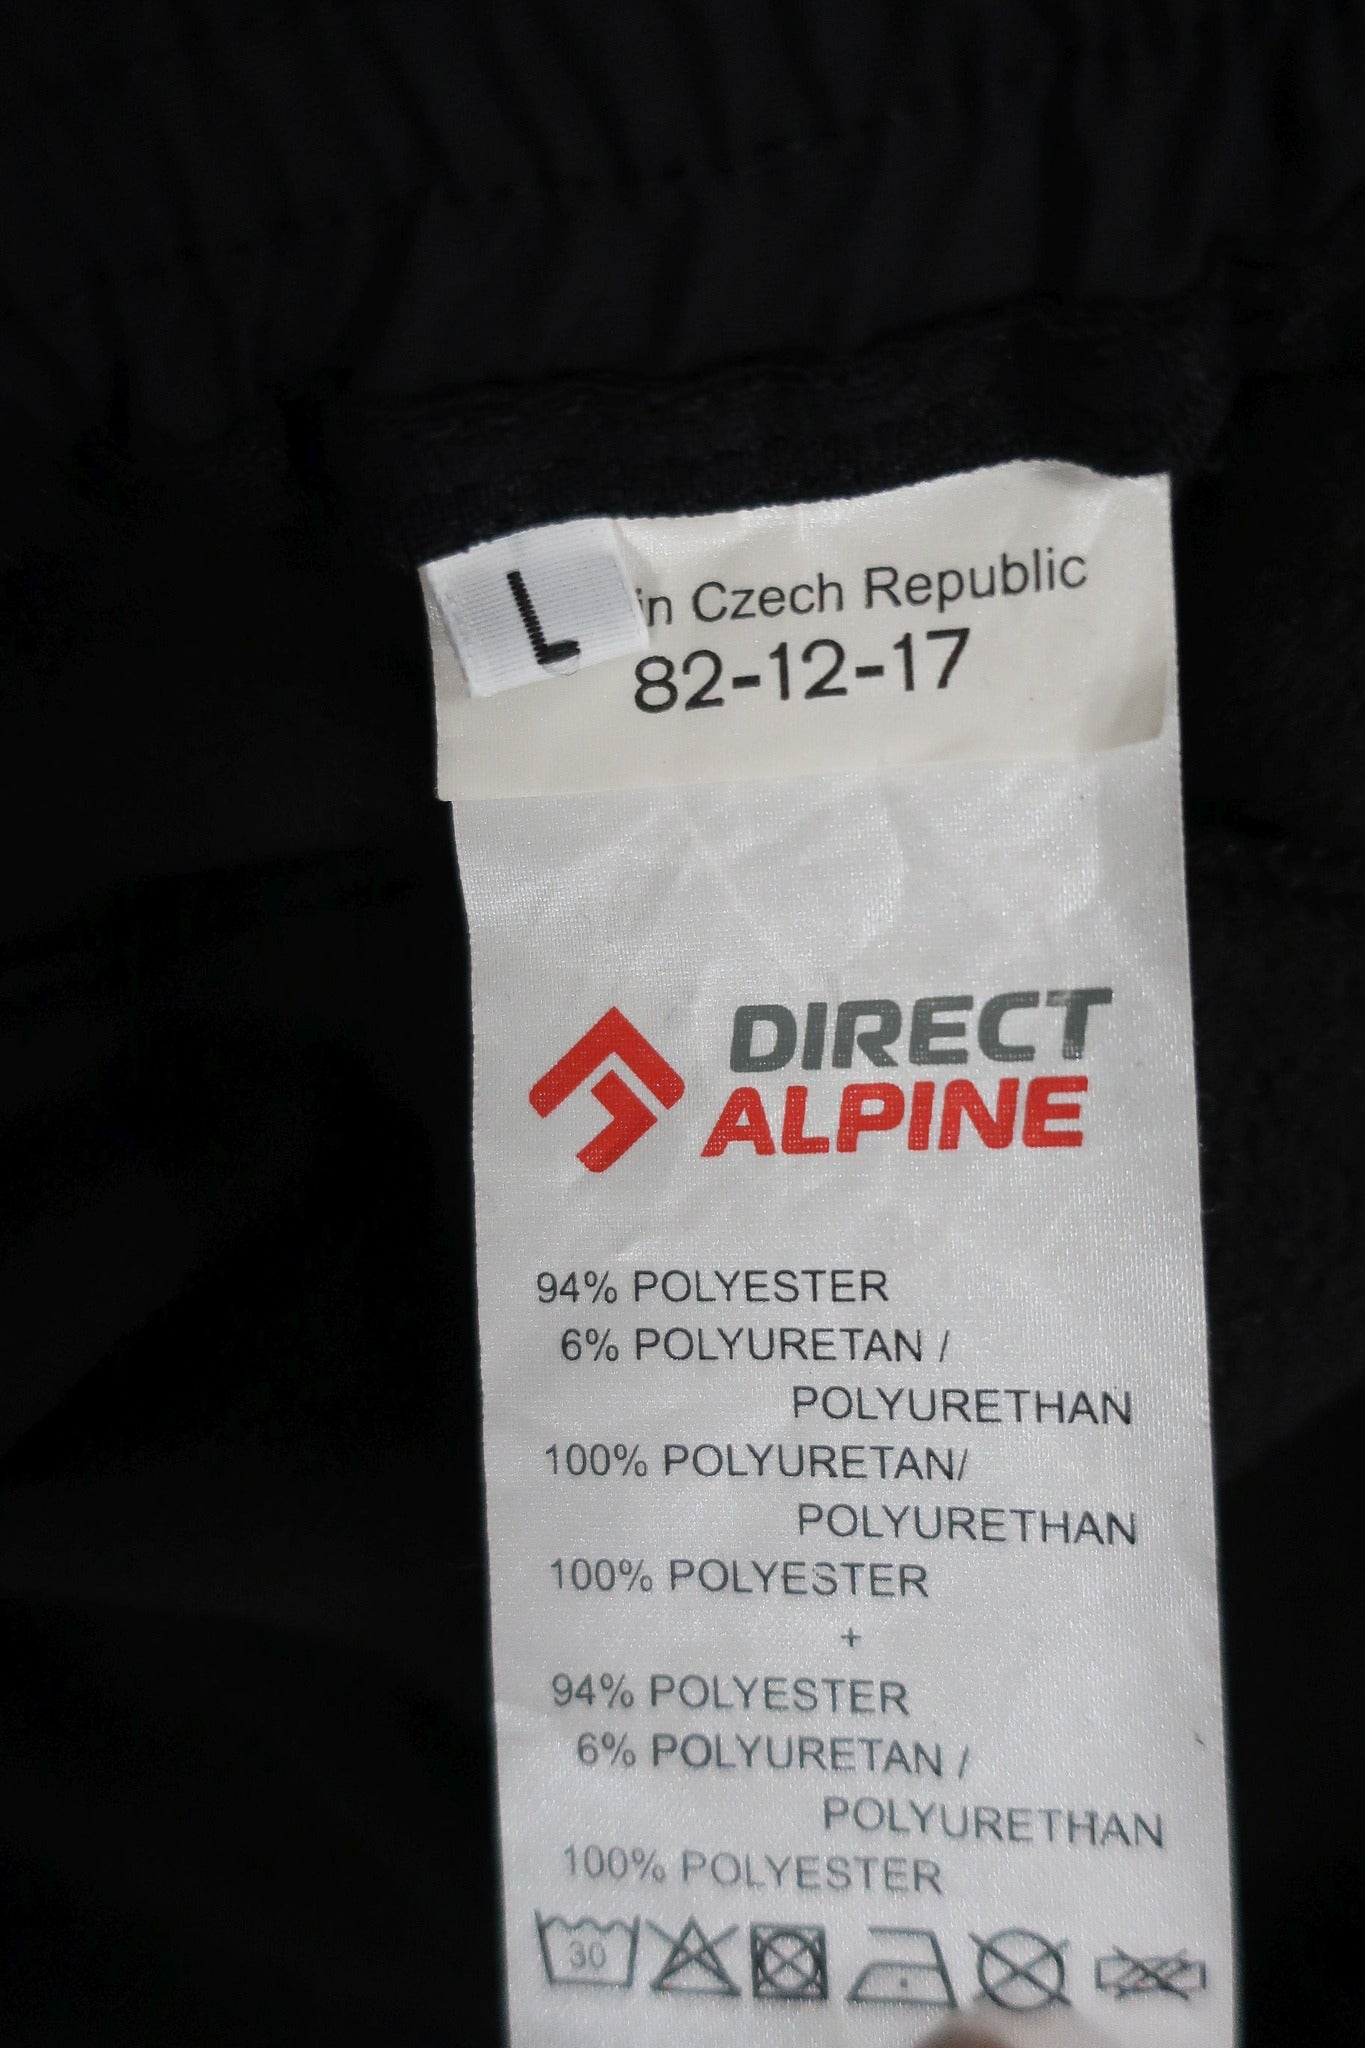 L
in Czech Republic
82-12-17
DIRECT
ALPINE
94% POLYESTER
6% POLYURETAN /
POLYURETHAN
100% POLYURETAN/
POLYURETHAN
100% POLYESTER
+
94% POLYESTER
6% POLYURETAN /
POLYURETHAN
100% POLYESTER
30